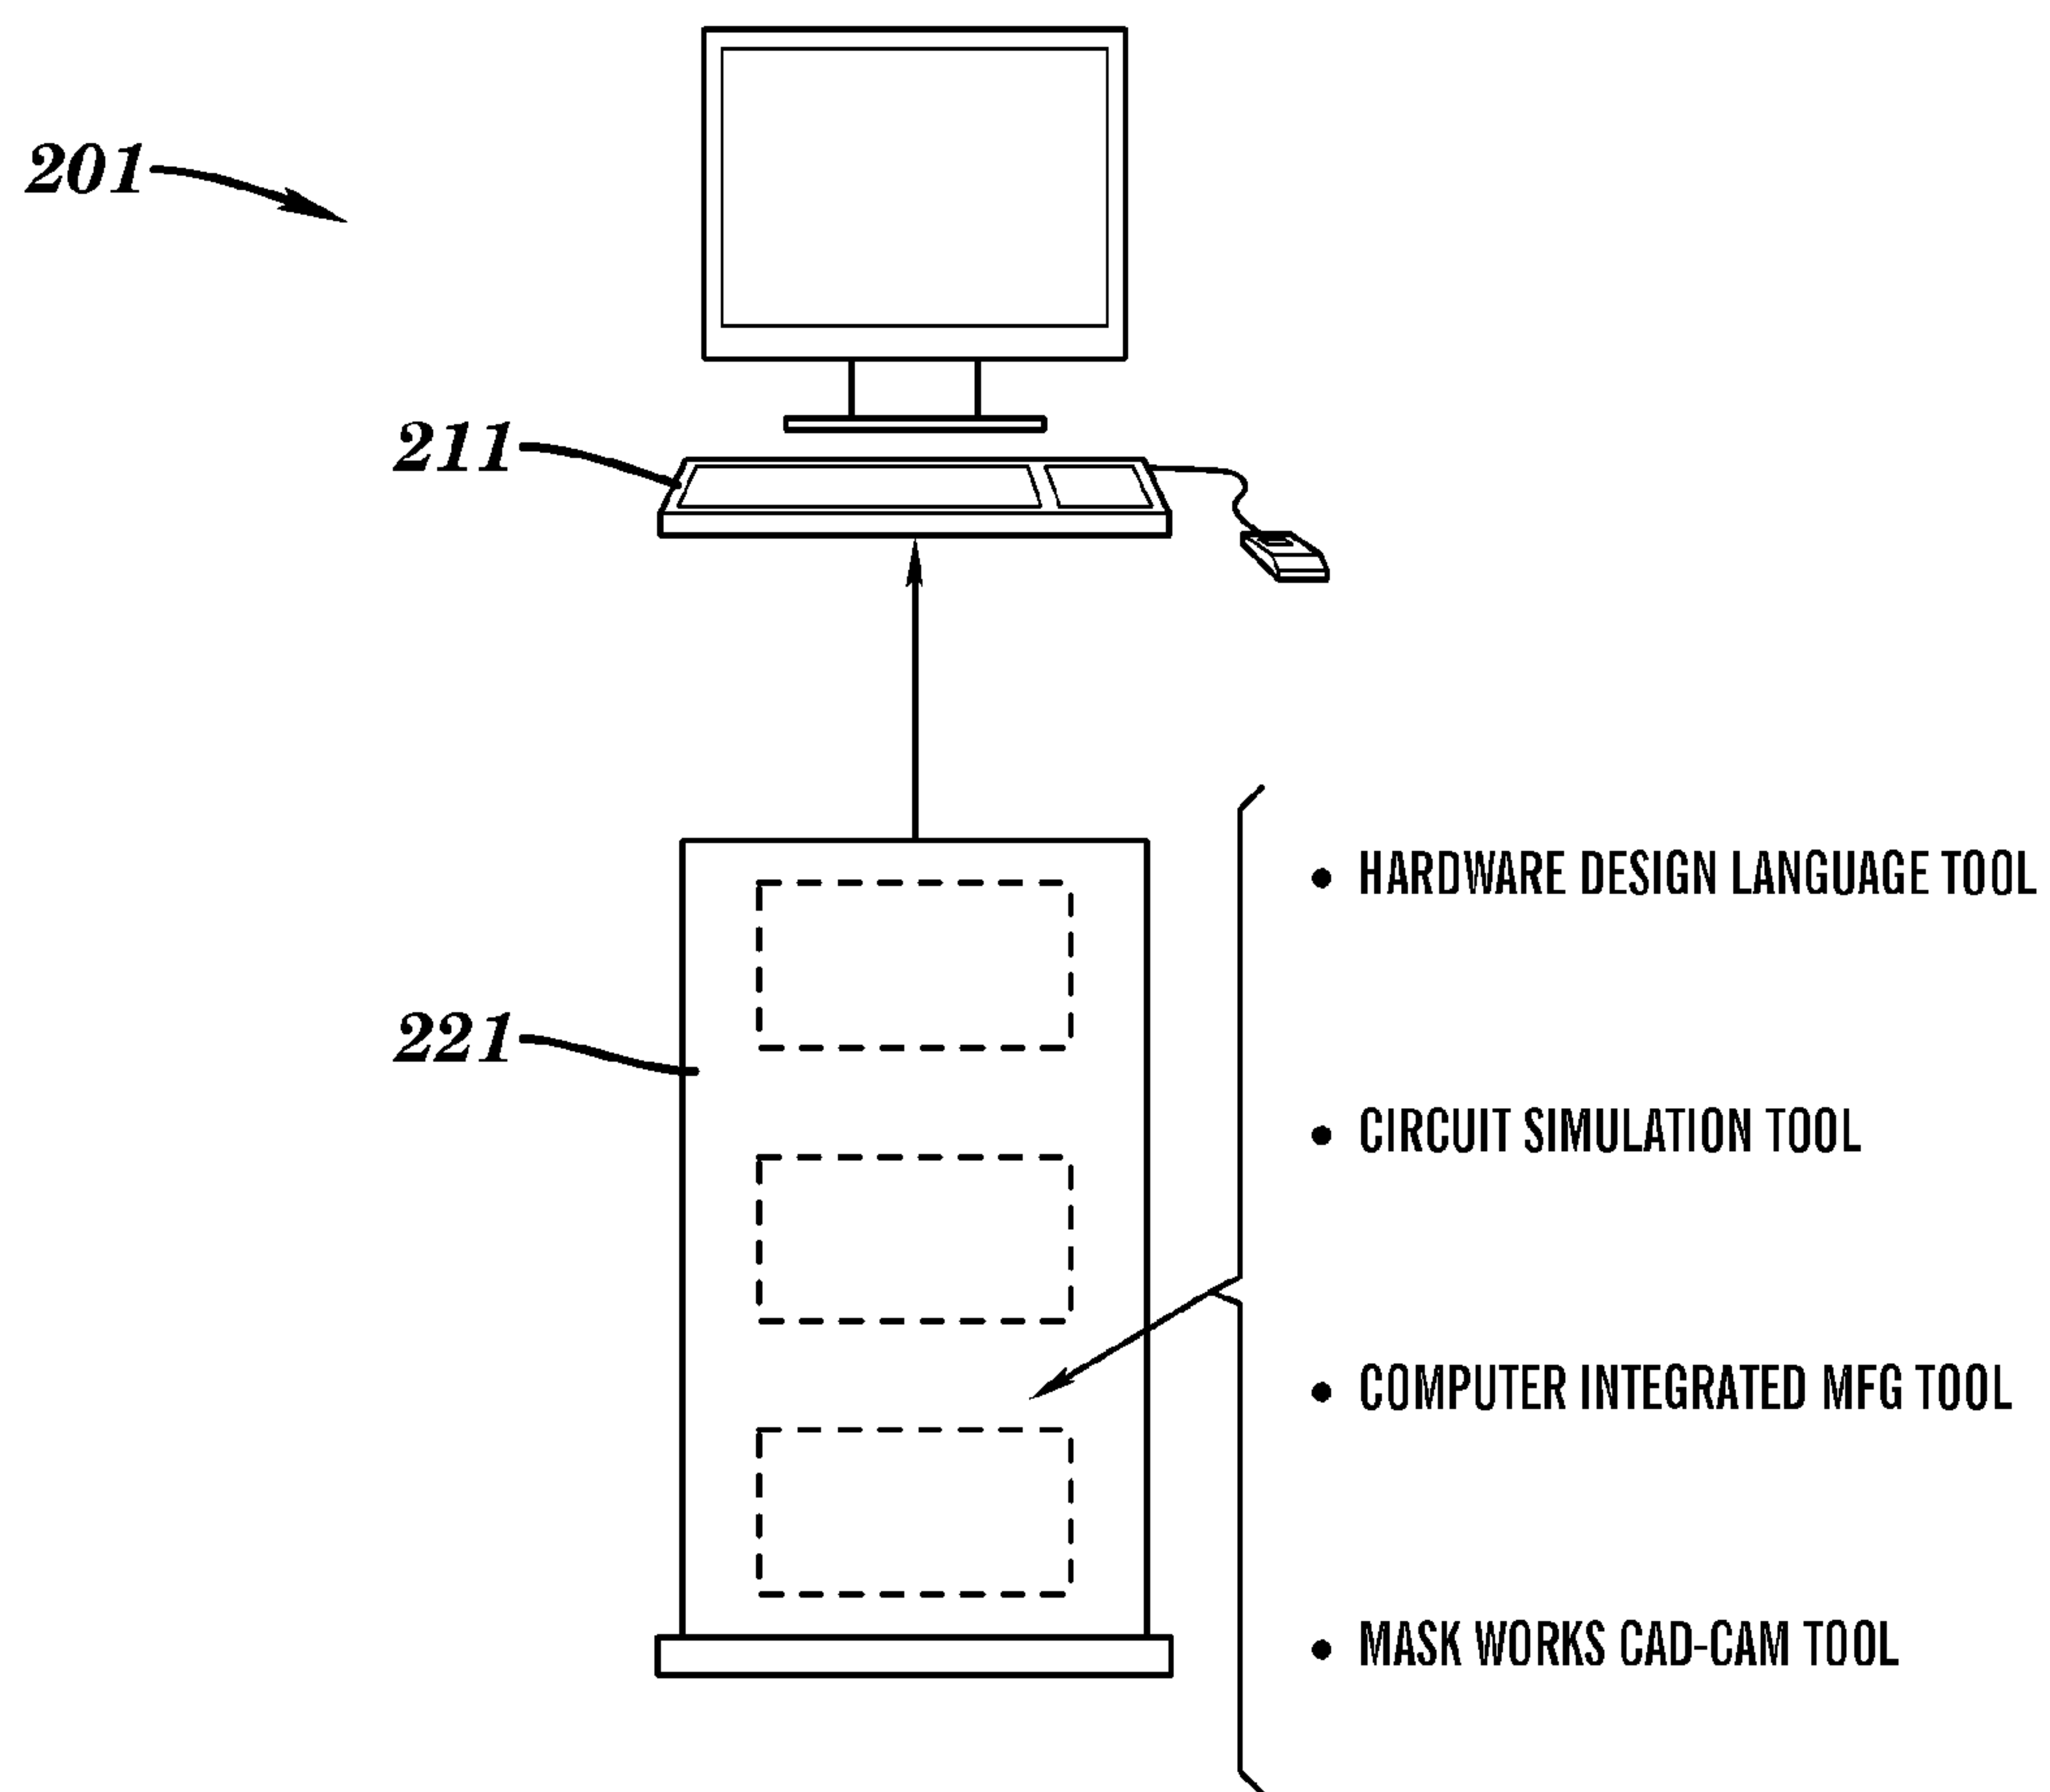 201
211
221
• HARDWARE DESIGN LANGUAGE TOOL
• CIRCUIT SIMULATION TOOL
• COMPUTER INTEGRATED MFG TOOL
• MASK WORKS CAD-CAM TOOL